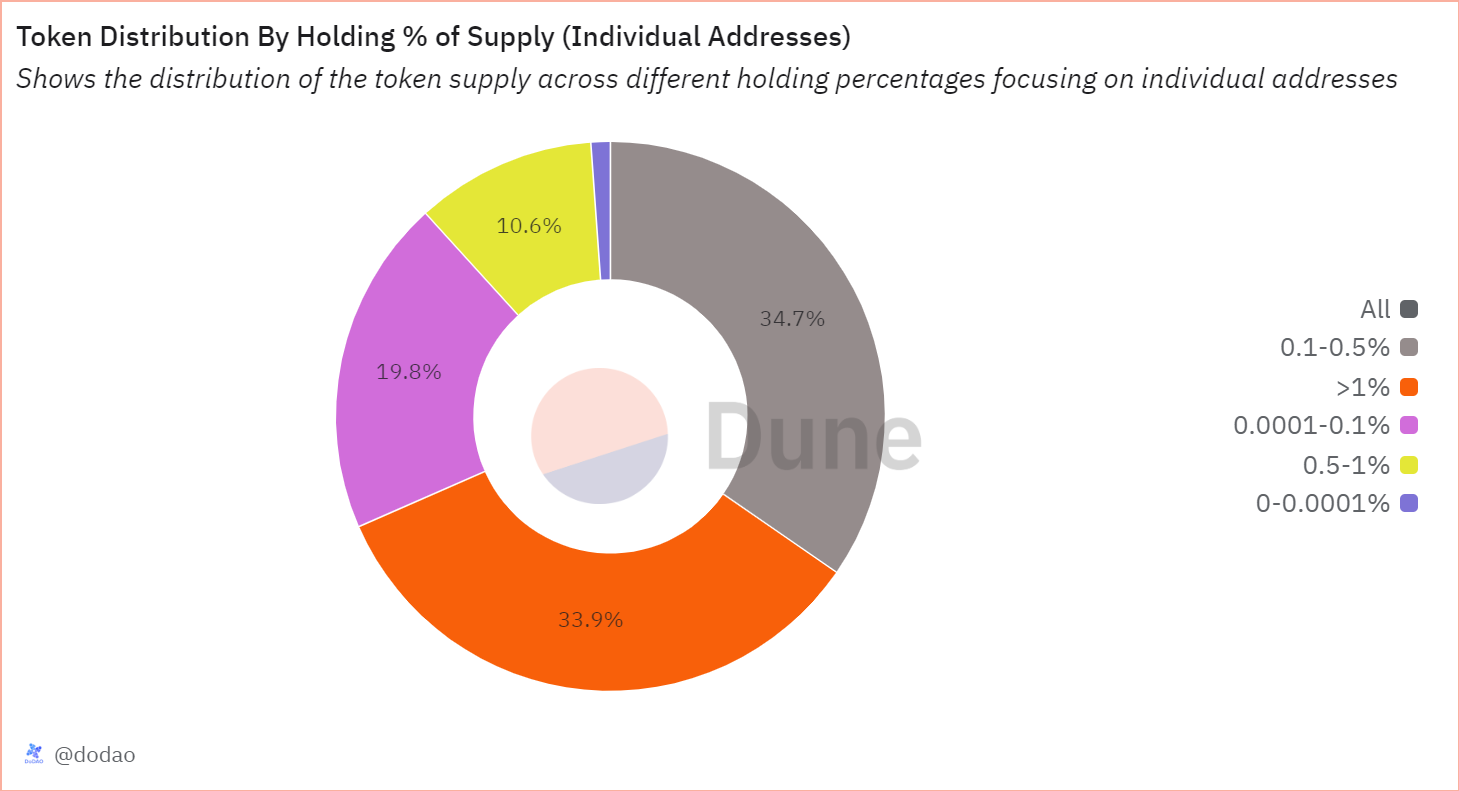 Token Distribution By Holding % of Supply (Individual Addresses)
Shows the distribution of the token supply across different holding percentages focusing on individual addresses
10.6%
34.7%
19.8%
33.9%
Dune
All
0.1-0.5%
>1%
0.0001-0.1%
0.5-1%
0-0.0001%
DoDAO
@dodao